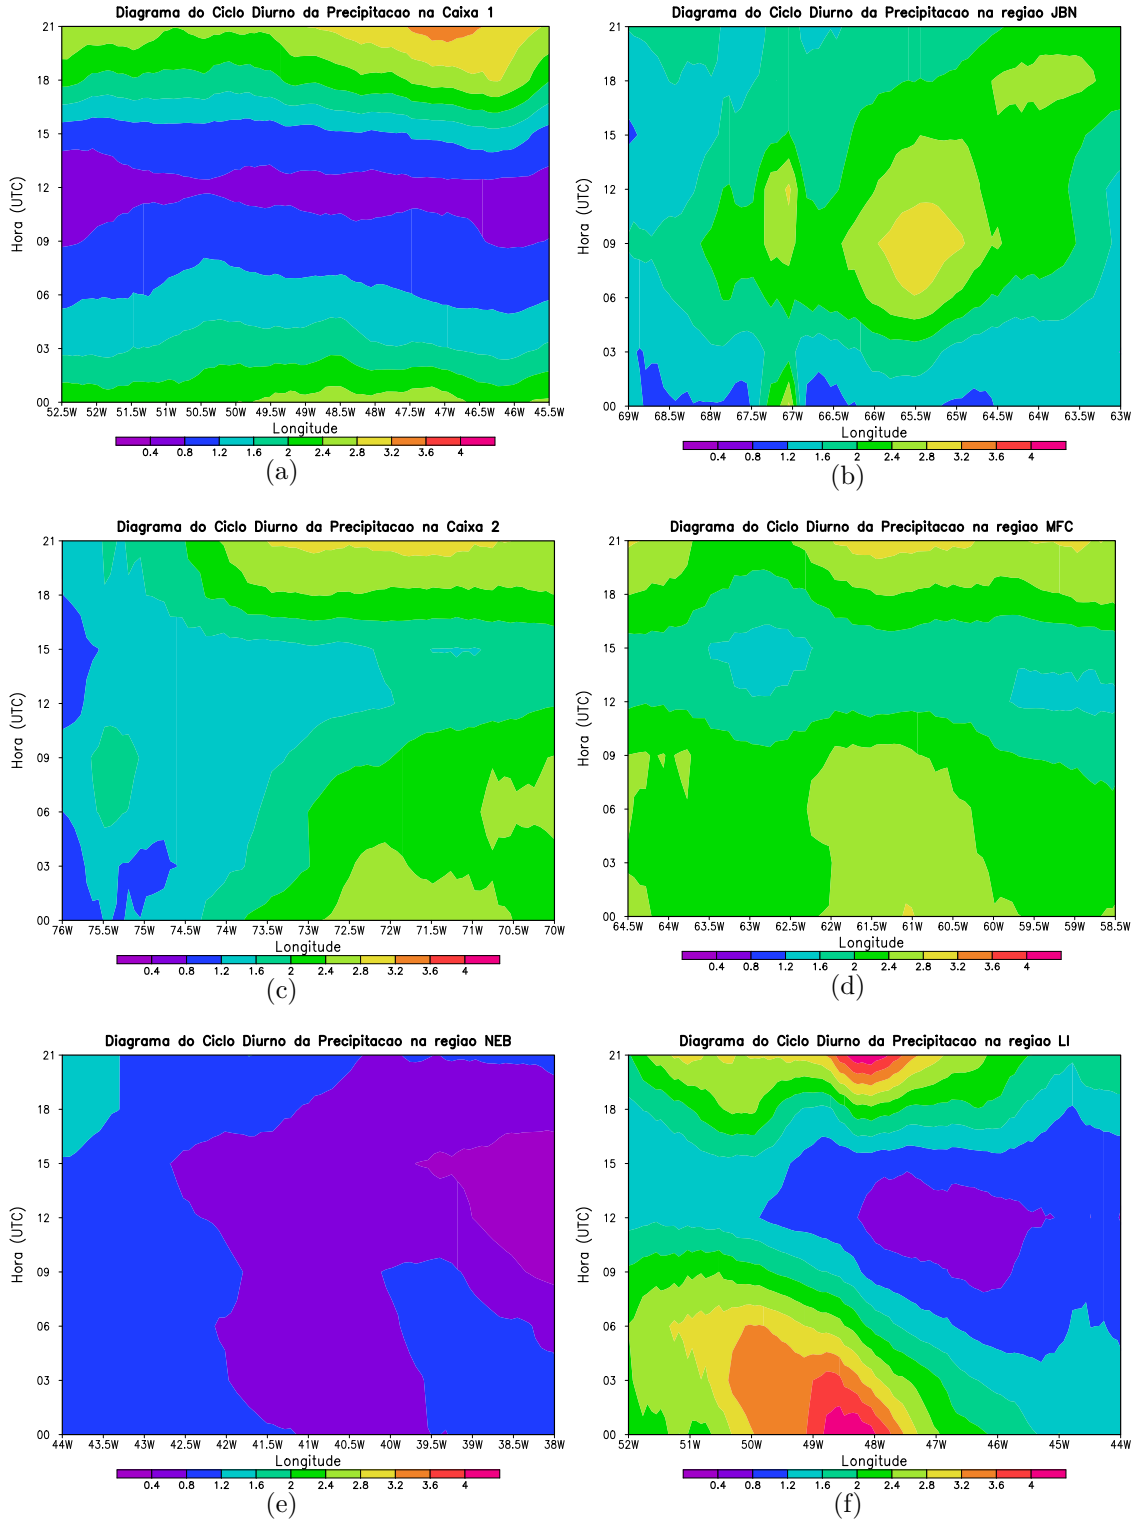 Diagrama do Ciclo Diurno da Precipitacao na Caixa 1
21
18
15
12
09
06
03
00
Hora (UTC)
52.5W 52W 51.5W 51W 50.5W 50W 49.5W 49W 48.5W 48W 47.5W 47W 46.5W 46W 45.5W
Longitude
0.4 0.8 1.2 1.6 2 2.4 2.8 3.2 3.6 4
(a)
Diagrama do Ciclo Diurno da Precipitacao na regiao JBN
21
18
15
12
09
06
03
00
Hora (UTC)
69W 68.5W 68W 67.5W 67W 66.5W 66W 65.5W 65W 64.5W 64W 63.5W 63W
Longitude
0.4 0.8 1.2 1.6 2 2.4 2.8 3.2 3.6 4
(b)
Diagrama do Ciclo Diurno da Precipitacao na Caixa 2
21
18
15
12
09
06
03
00
Hora (UTC)
76W 75.5W 75W 74.5W 74W 73.5W 73W 72.5W 72W 71.5W 71W 70.5W 70W
Longitude
0.4 0.8 1.2 1.6 2 2.4 2.8 3.2 3.6 4
(c)
Diagrama do Ciclo Diurno da Precipitacao na regiao MFC
21
18
15
12
09
06
03
00
Hora (UTC)
64.5W 64W 63.5W 63W 62.5W 62W 61.5W 61W 60.5W 60W 59.5W 59W 58.5W
Longitude
0.4 0.8 1.2 1.6 2 2.4 2.8 3.2 3.6 4
(d)
Diagrama do Ciclo Diurno da Precipitacao na regiao NEB
21
18
15
12
09
06
03
00
Hora (UTC)
44W 43.5W 43W 42.5W 42W 41.5W 41W 40.5W 40W 39.5W 39W 38.5W 38W
Longitude
0.4 0.8 1.2 1.6 2 2.4 2.8 3.2 3.6 4
(e)
Diagrama do Ciclo Diurno da Precipitacao na regiao LI
21
18
15
12
09
06
03
00
Hora (UTC)
52W 51W 50W 49W 48W 47W 46W 45W 44W
Longitude
0.4 0.8 1.2 1.6 2 2.4 2.8 3.2 3.6 4
(f)